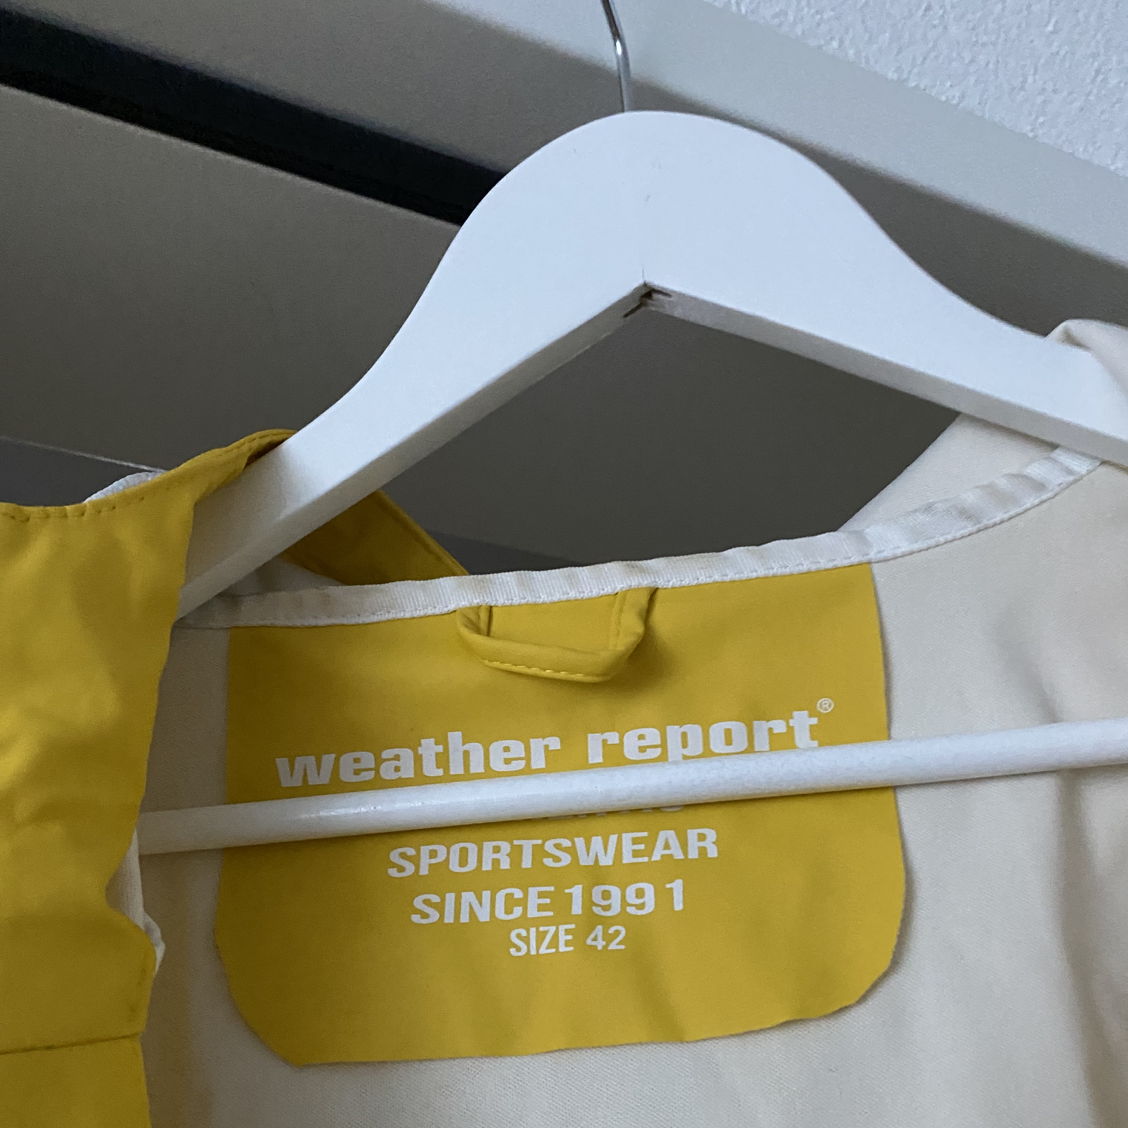 weather report®
SPORTSWEAR
SINCE 1991
SIZE 42